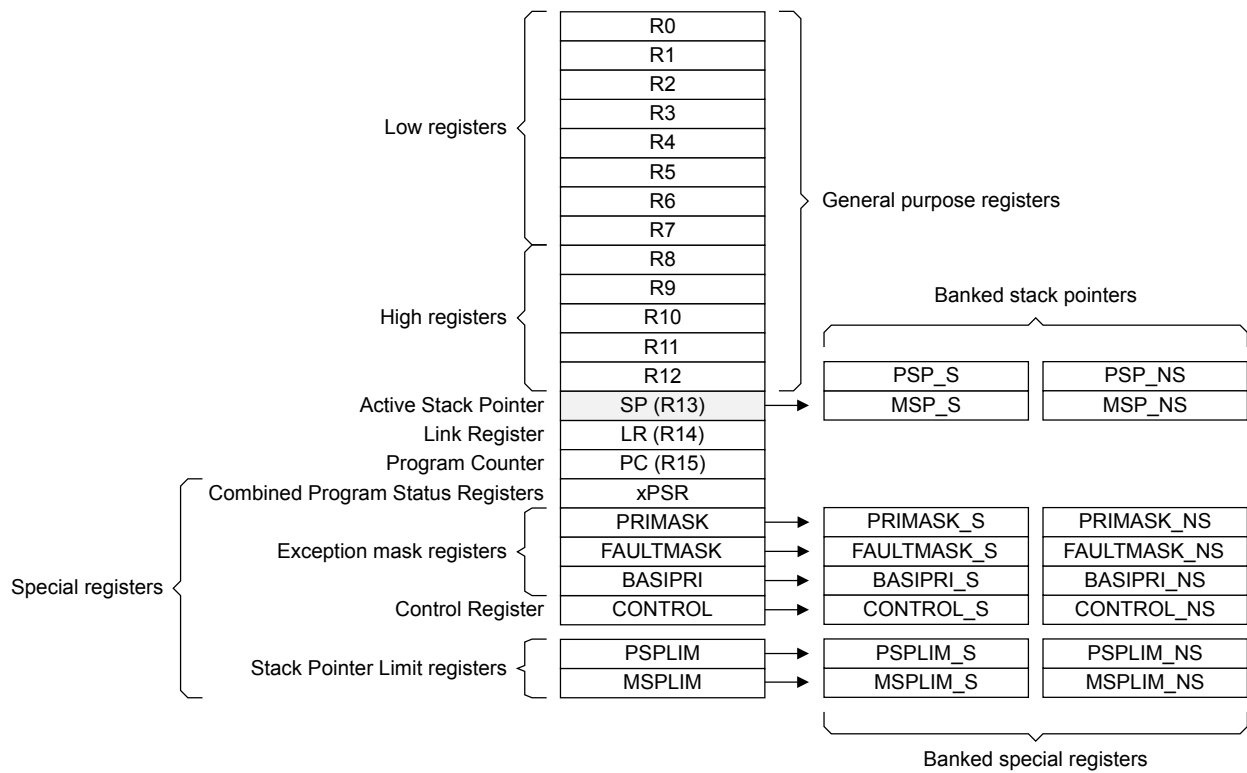 R0
R1
R2
R3
Low registers
R4
R5
R6
General purpose registers
R7
R8
R9
Banked stack pointers
High registers
R10
R11
R12
PSP_S
PSP_NS
Active Stack Pointer
SP (R13)
MSP_S
MSP_NS
Link Register
LR (R14)
Program Counter
PC (R15)
Combined Program Status Registers
xPSR
PRIMASK
PRIMASK_S
PRIMASK_NS
Exception mask registers
FAULTMASK
FAULTMASK_S
FAULTMASK_NS
Special registers
BASIPRI
BASIPRI_S
BASIPRI_NS
Control Register
CONTROL
CONTROL_S
CONTROL_NS
Stack Pointer Limit registers
PSPLIM
PSPLIM_S
PSPLIM_NS
MSPLIM
MSPLIM_S
MSPLIM_NS
Banked special registers